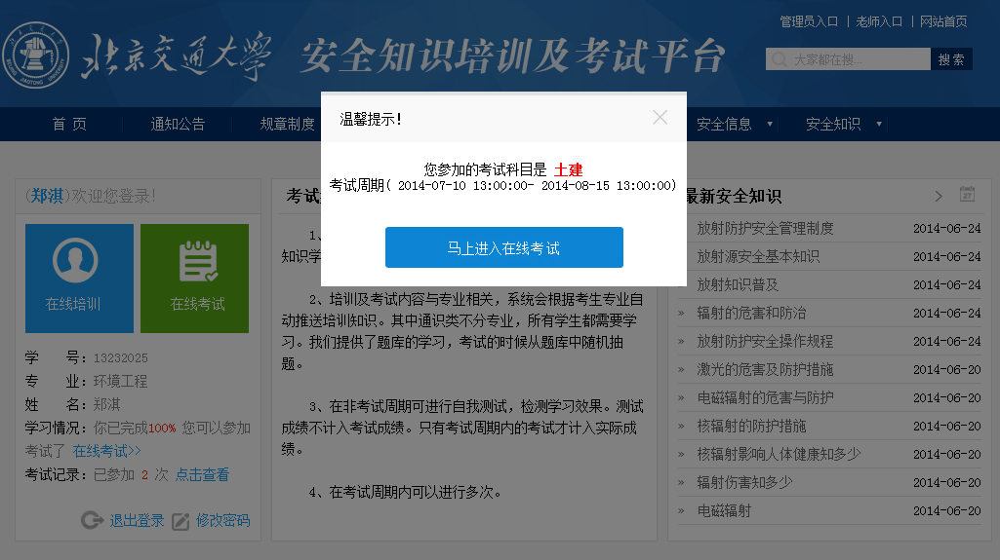 管理员入口 | 老师入口 | 网站首页
北京交通大学 安全知识培训及考试平台
大家都在搜...
搜 索
首 页 通知公告 规章制度 安全信息 ▼ 安全知识 ▼
温馨提示!
您参加的考试科目是 土建
考试周期( 2014-07-10 13:00:00- 2014-08-15 13:00:00)
马上进入在线考试
(郑淇)欢迎您登录!
在线培训
在线考试
学 号：13232025
专 业：环境工程
姓 名：郑淇
学习情况：你已完成100% 您可以参加
考试了 在线考试>>
考试记录：已参加 2 次 点击查看
退出登录 修改密码
考试
1、
知识学
2、培训及考试内容与专业相关，系统会根据考生专业自
动推送培训知识。其中通识类不分专业，所有学生都需要学
习。我们提供了题库的学习，考试的时候从题库中随机抽
题。
3、在非考试周期可进行自我测试，检测学习效果。测试
成绩不计入考试成绩。只有考试周期内的考试才计入实际成
绩。
4、在考试周期内可以进行多次。
最新安全知识
27
放射防护安全管理制度 2014-06-24
放射源安全基本知识 2014-06-24
放射知识普及 2014-06-24
» 辐射的危害和防治 2014-06-24
» 放射防护安全操作规程 2014-06-24
» 激光的危害及防护措施 2014-06-20
» 电磁辐射的危害与防护 2014-06-20
» 核辐射的防护措施 2014-06-20
» 核辐射影响人体健康知多少 2014-06-20
» 辐射伤害知多少 2014-06-20
» 电磁辐射 2014-06-20